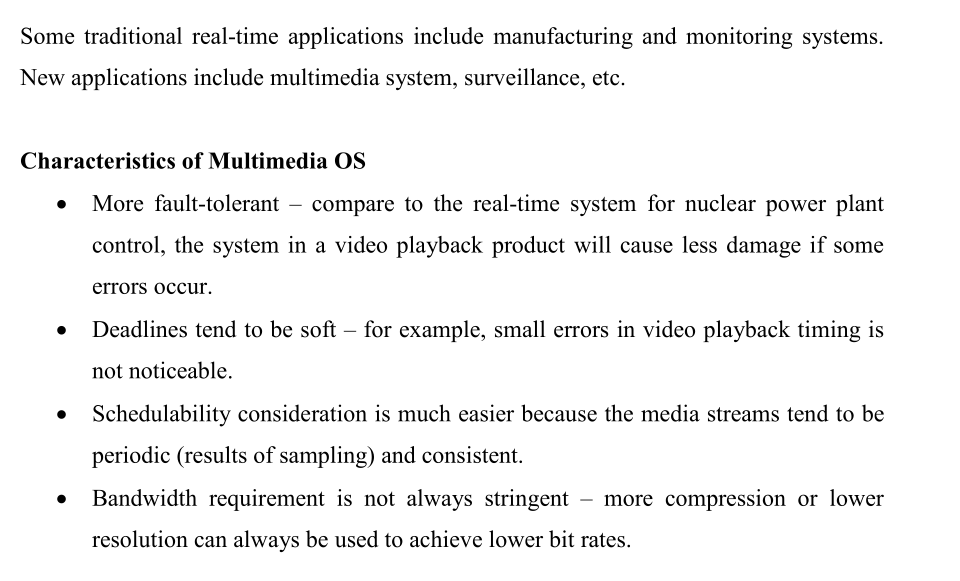 Some traditional real-time applications include manufacturing and monitoring systems.
New applications include multimedia system, surveillance, etc.
Characteristics of Multimedia OS
• More fault-tolerant – compare to the real-time system for nuclear power plant
control, the system in a video playback product will cause less damage if some
errors occur.
• Deadlines tend to be soft – for example, small errors in video playback timing is
not noticeable.
• Schedulability consideration is much easier because the media streams tend to be
periodic (results of sampling) and consistent.
• Bandwidth requirement is not always stringent – more compression or lower
resolution can always be used to achieve lower bit rates.